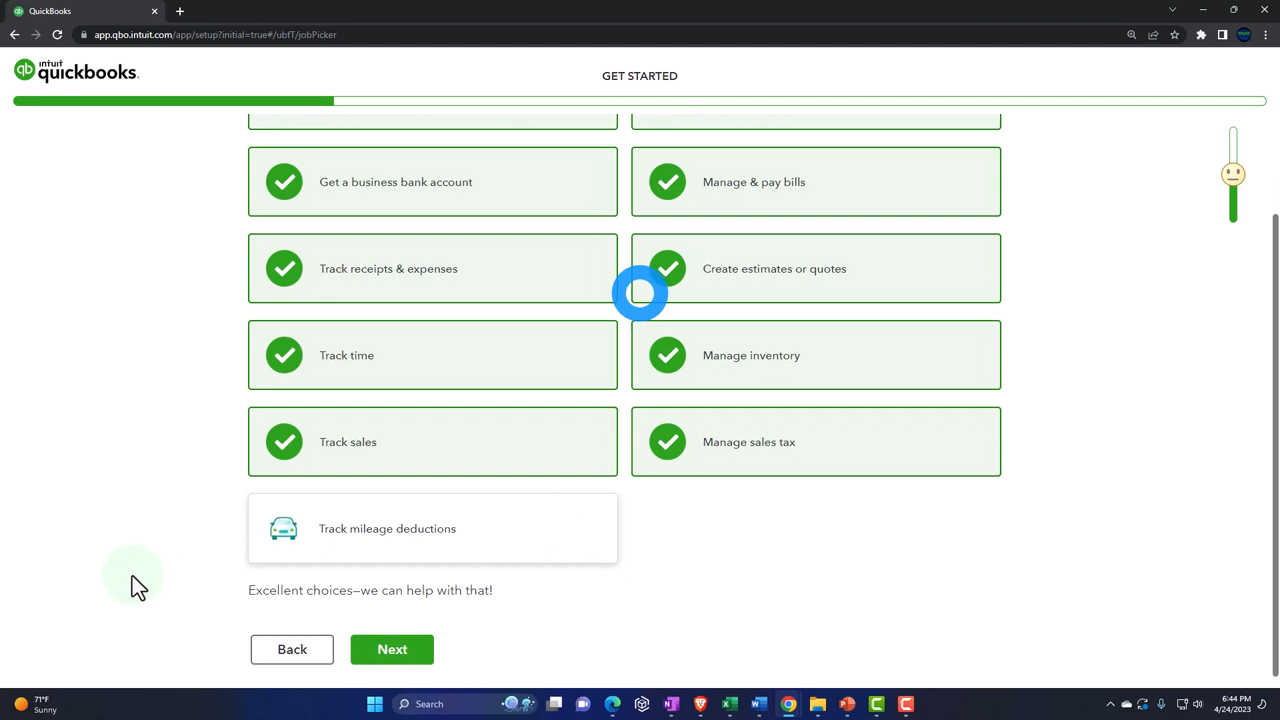 QuickBooks
app.qbo.intuit.com/app/setup?initial=true#/ubfT/jobPicker
INTUIT
quickbooks.
GET STARTED
Get a business bank account
Manage & pay bills
Track receipts & expenses
Create estimates or quotes
Track time
Manage inventory
Track sales
Manage sales tax
Track mileage deductions
Excellent choices—we can help with that!
Back
Next
71°F
Sunny
Search
6:44 PM
4/24/2023